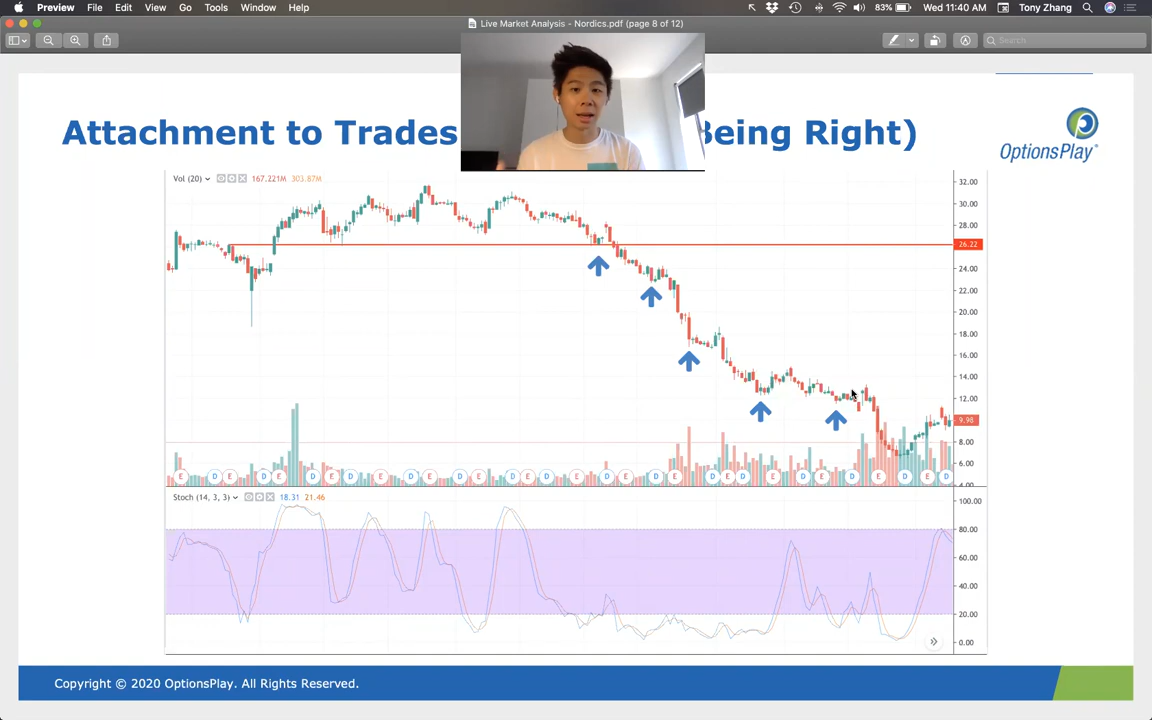 Preview File Edit View Go Tools Window Help 83% Wed 11:40 AM Tony Zhang
Live Market Analysis - Nordics.pdf (page 8 of 12)
Search
Attachment to Trades Being Right)
OptionsPlay
Vol (20) 167.221M 303.87M
32.00
30.00
28.00
26.22
24.00
22.00
20.00
18.00
16.00
14.00
12.00
9.98
8.00
6.00
4.00
E D E D E D E D E D E D E D E D E D E D E D E D E D E D E D E D
Stoch (14, 3, 3) 18.31 21.46
100.00
80.00
60.00
40.00
20.00
0.00
Copyright © 2020 OptionsPlay. All Rights Reserved.